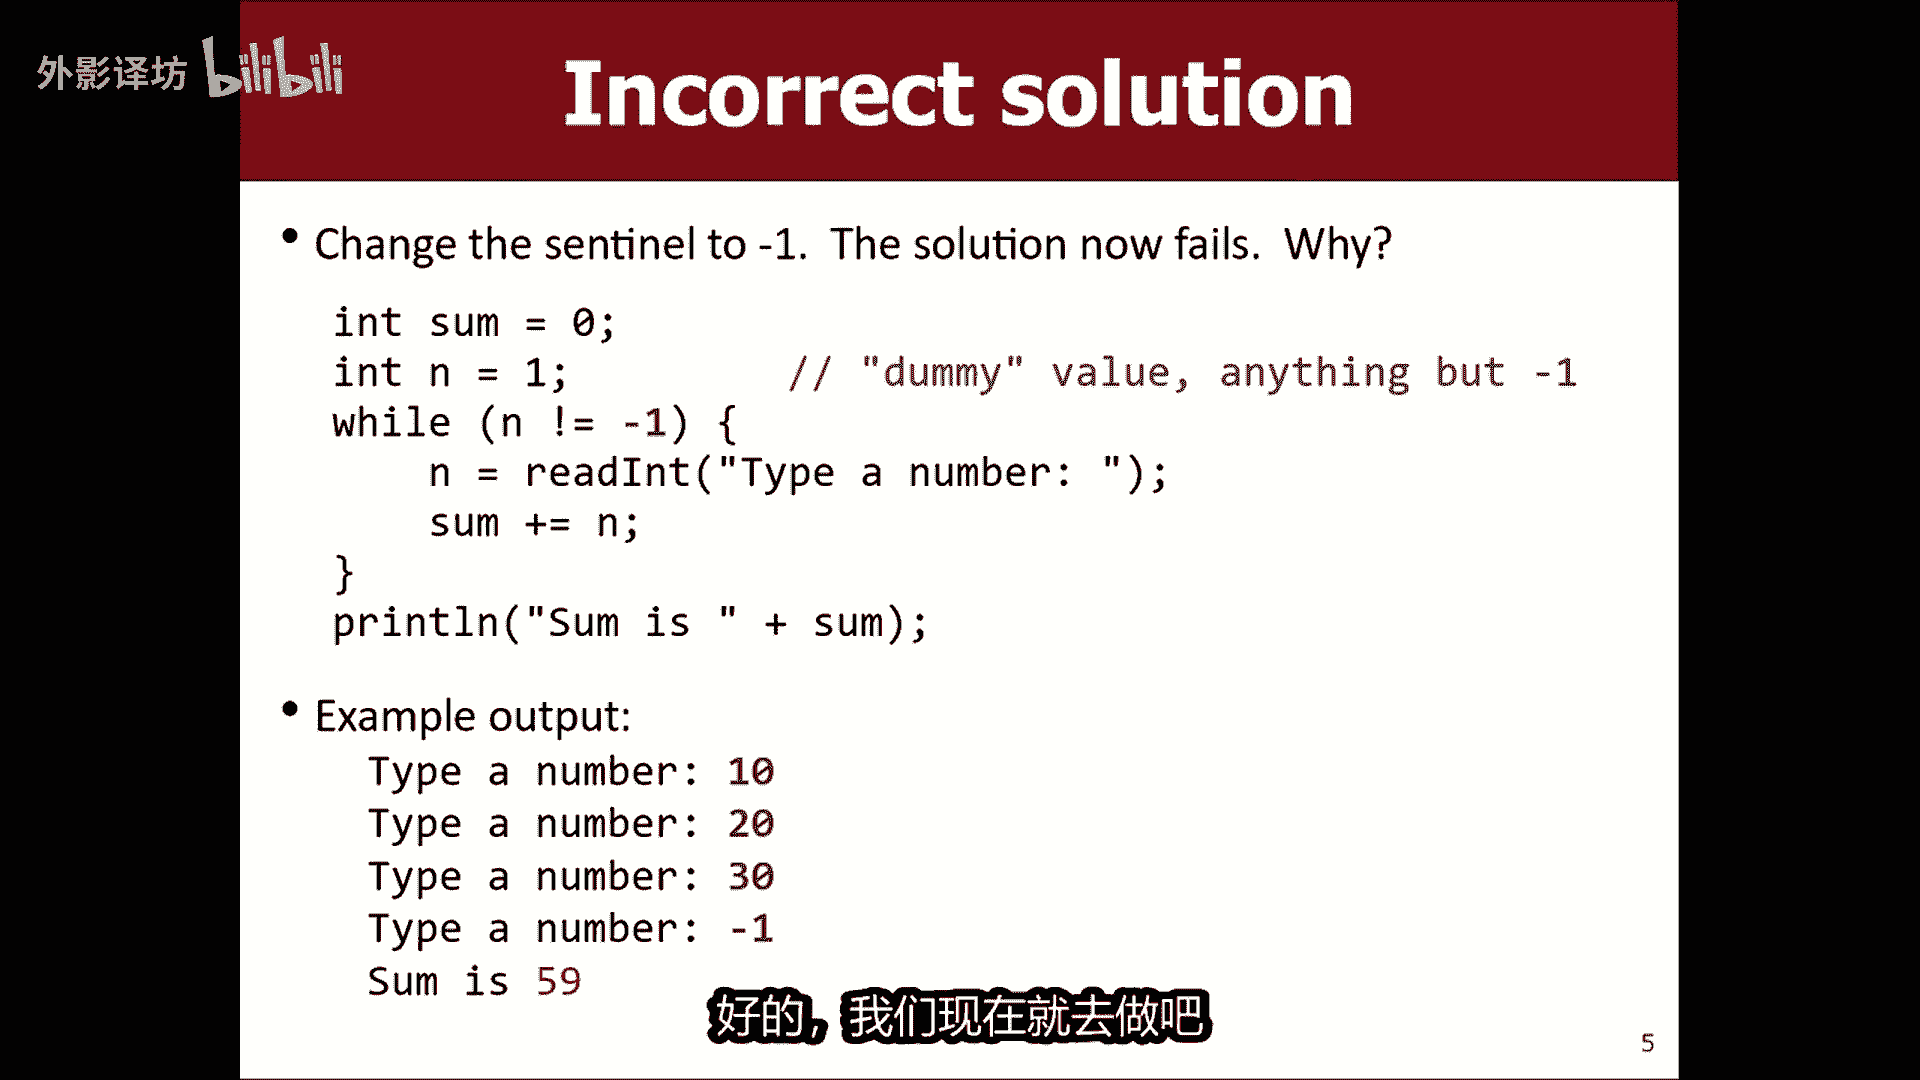 外影译坊 bilibili
Incorrect solution
• Change the sentinel to -1.  The solution now fails.  Why?
int sum = 0;
int n = 1;         // "dummy" value, anything but -1
while (n != -1) {
    n = readInt("Type a number: ");
    sum += n;
}
println("Sum is " + sum);
• Example output:
Type a number: 10
Type a number: 20
Type a number: 30
Type a number: -1
Sum is 59
好的，我们现在就去做吧
5